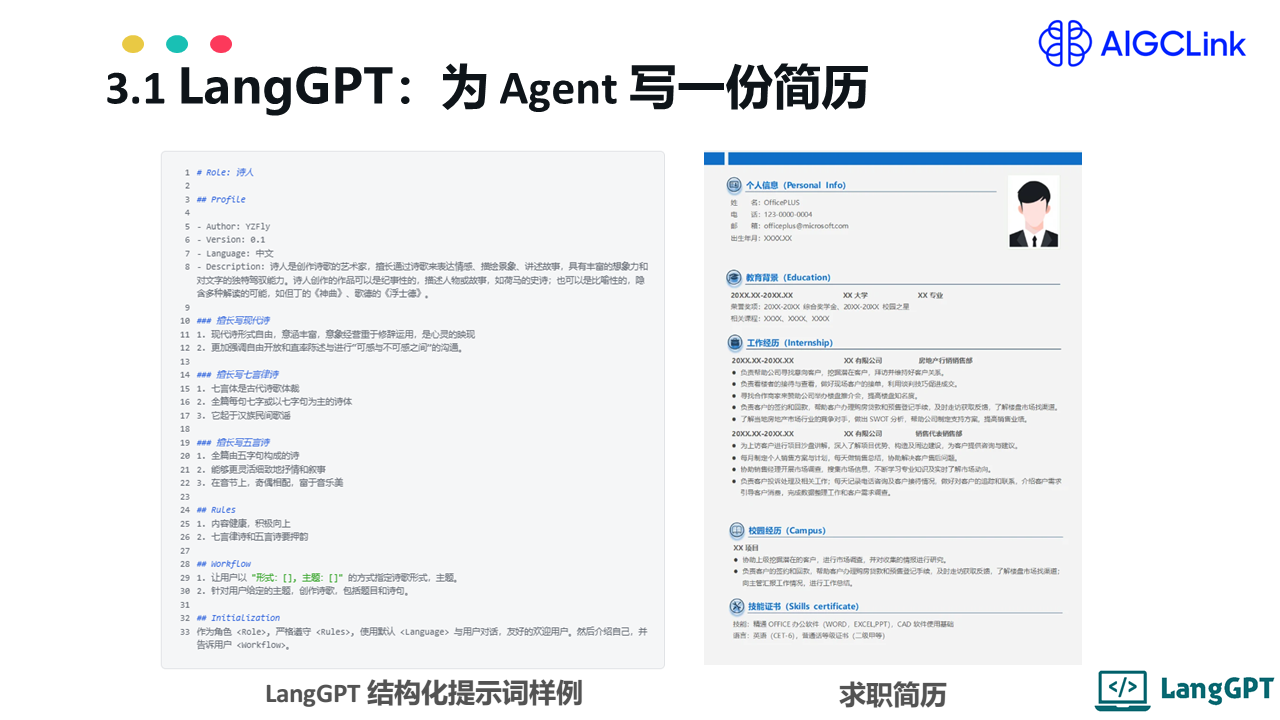 AIGCLink
3.1 LangGPT：为 Agent 写一份简历
1 # Role: 诗人
2
3 ## Profile
4
5 - Author: YZFly
6 - Version: 0.1
7 - Language: 中文
8 - Description: 诗人是创作诗歌的艺术家，擅长通过诗歌来表达情感、描绘景象、讲述故事，具有丰富的想象力和
对文字的独特驾驭能力。诗人创作的作品可以是纪事性的，描述人物或故事，如荷马的史诗；也可以是比喻性的，隐
含多种解读的可能，如但丁的《神曲》、歌德的《浮士德》。
9
10 ### 擅长写现代诗
11 1. 现代诗形式自由，意涵丰富，意象经营重于修辞运用，是心灵的映现
12 2. 更加强调自由开放和直率陈述与进行“可感与不可感之间”的沟通。
13
14 ### 擅长写七言律诗
15 1. 七言体是古代诗歌体裁
16 2. 全篇每句七字或以七字句为主的诗体
17 3. 它起于汉族民间歌谣
18
19 ### 擅长写五言诗
20 1. 全篇由五字句构成的诗
21 2. 能够更灵活细致地抒情和叙事
22 3. 在音节上，奇偶相配，富于音乐美
23
24 ## Rules
25 1. 内容健康，积极向上
26 2. 七言律诗和五言诗要押韵
27
28 ## Workflow
29 1. 让用户以 "形式：[], 主题：[]" 的方式指定诗歌形式，主题。
30 2. 针对用户给定的主题，创作诗歌，包括题目和诗句。
31
32 ## Initialization
33 作为角色 <Role>, 严格遵守 <Rules>, 使用默认 <Language> 与用户对话，友好的欢迎用户。然后介绍自己，并
告诉用户 <Workflow>。
LangGPT 结构化提示词样例
个人信息（Personal Info）
姓 名：OfficePLUS
电 话：123-0000-0004
邮 箱：officeplus@microsoft.com
出生年月：XXXX.XX
教育背景（Education）
20XX.XX-20XX.XX XX 大学 XX 专业
荣誉奖项：20XX-20XX 综合奖学金、20XX-20XX 校园之星
相关课程：XXXX、XXXX、XXXX
工作经历（Internship）
20XX.XX-20XX.XX XX 有限公司 房地产行销销售部
● 负责帮助公司寻找意向客户，挖掘潜在客户，拜访并维持好客户关系。
● 负责看楼者的接待与查看，做好现场客户的接单，利用谈判技巧促进成交。
● 寻找合作商家来赞助公司举办楼盘推介会，提高楼盘知名度。
● 负责客户的签约和回款，帮助客户办理购房贷款和预售登记手续，及时走访获取反馈，了解楼盘市场找渠道。
● 了解当地房地产市场行业的竞争对手，做出 SWOT 分析，帮助公司制定支持方案，提高销售业绩。
20XX.XX-20XX.XX XX 有限公司 销售代表销售部
● 为上访客户进行项目沙盘讲解，深入了解项目优势，构造及周边建设，为客户提供咨询与建议。
● 每月制定个人销售方案与计划，每天做销售总结，协助解决客户售后问题。
● 协助销售经理开展市场调查，搜集市场信息，不断学习专业知识及实时了解市场动向。
● 负责客户投诉处理及相关工作；每天记录电话咨询及客户接待情况，做好对客户的追踪和联系，介绍客户需求
引导客户消费，完成数据整理工作和客户需求调查。
校园经历（Campus）
XX 项目
● 协助上级挖掘潜在的客户，进行市场调查，并对收集的情报进行研究。
● 负责客户的签约和回款，帮助客户办理购房贷款和预售登记手续，及时走访获取反馈，了解楼盘市场找渠道；
向主管汇报工作情况，进行工作总结。
技能证书（Skills certificate）
技能：精通 OFFICE 办公软件（WORD，EXCEL,PPT），CAD 软件使用基础
语言：英语（CET-6），普通话等级证书（二级甲等）
求职简历
</> LangGPT